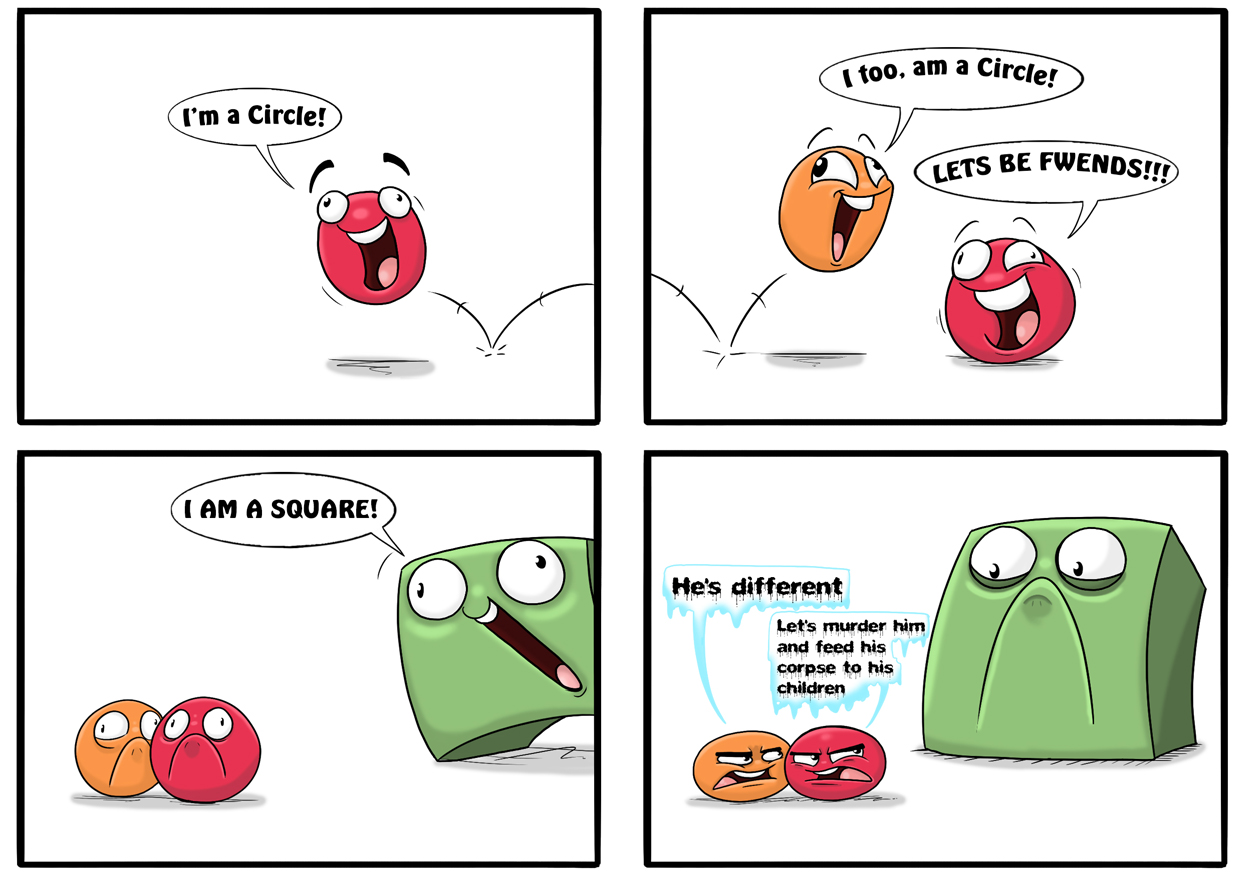 I'm a Circle!
I too, am a Circle!
LETS BE FWENDS!!!
I AM A SQUARE!
He's different
Let's murder him
and feed his
corpse to his
children